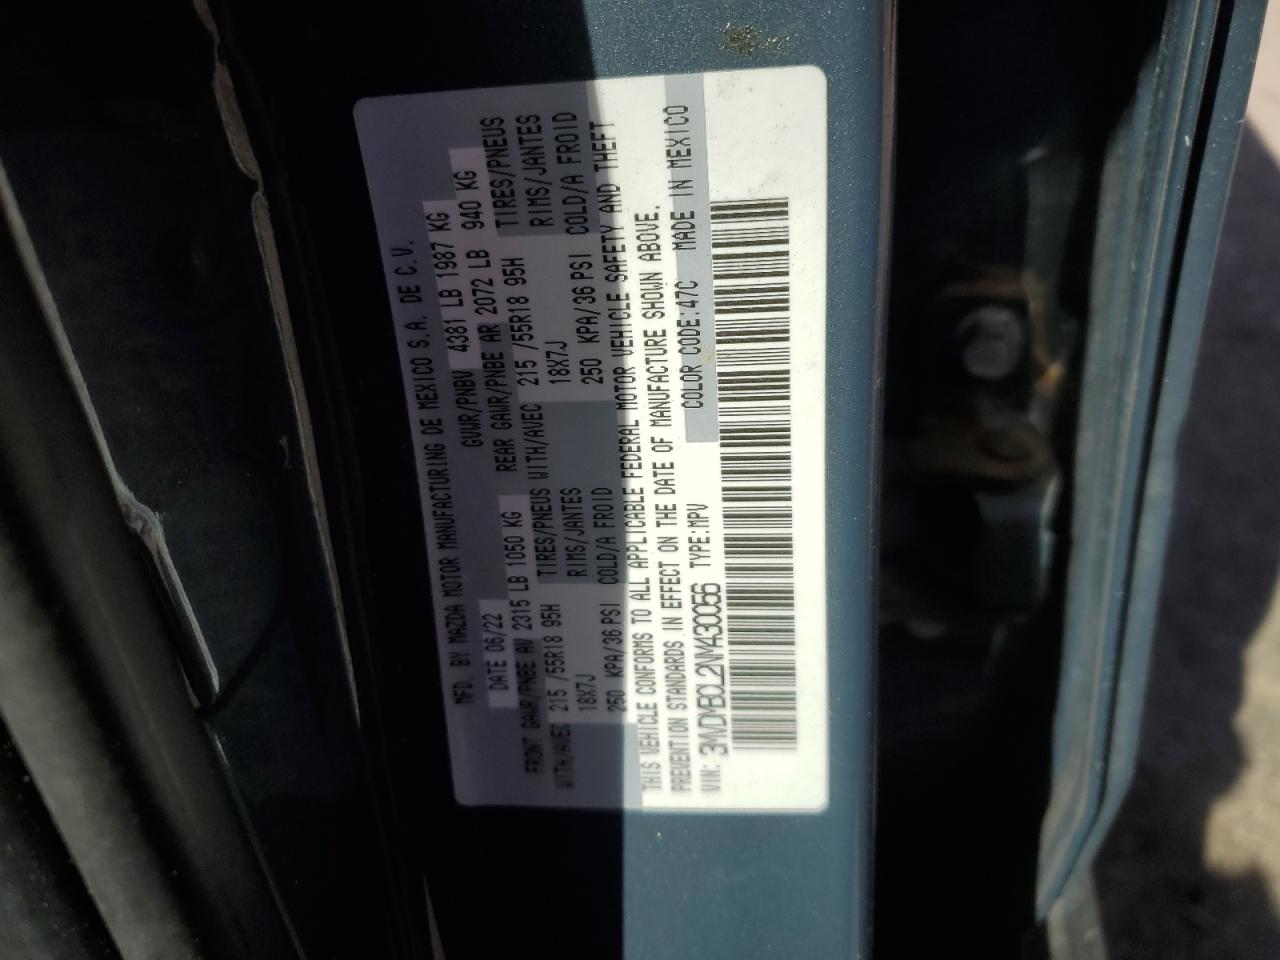 MFD. BY MAZDA MOTOR MANUFACTURING DE MEXICO S.A. DE C.V.
DATE 06/22 GVWR/PNBV 4381 LB 1987 KG
FRONT GAWR/PNBE AV 2315 LB 1050 KG REAR GAWR/PNBE AR 2072 LB 940 KG
WITH/AVEC 215 /55R18 95H TIRES/PNEUS WITH/AVEC 215 /55R18 95H TIRES/PNEUS
18X7J RIMS/JANTES 18X7J RIMS/JANTES
250 KPA/36 PSI COLD/A FROID 250 KPA/36 PSI COLD/A FROID
THIS VEHICLE CONFORMS TO ALL APPLICABLE FEDERAL MOTOR VEHICLE SAFETY AND THEFT
PREVENTION STANDARDS IN EFFECT ON THE DATE OF MANUFACTURE SHOWN ABOVE.
VIN: 3MVDMBCL2NM430056 TYPE:MPV COLOR CODE:47C MADE IN MEXICO